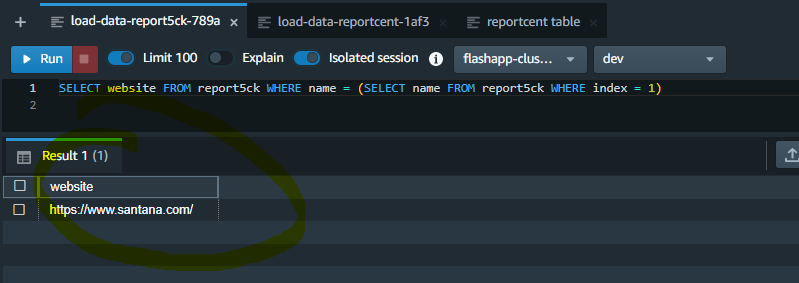 load-data-report5ck-789a
load-data-reportcent-1af3
reportcent table
Run Limit 100 Explain Isolated session flashapp-clus... dev
1 SELECT website FROM report5ck WHERE name = (SELECT name FROM report5ck WHERE index = 1)
2
Result 1 (1)
website
https://www.santana.com/